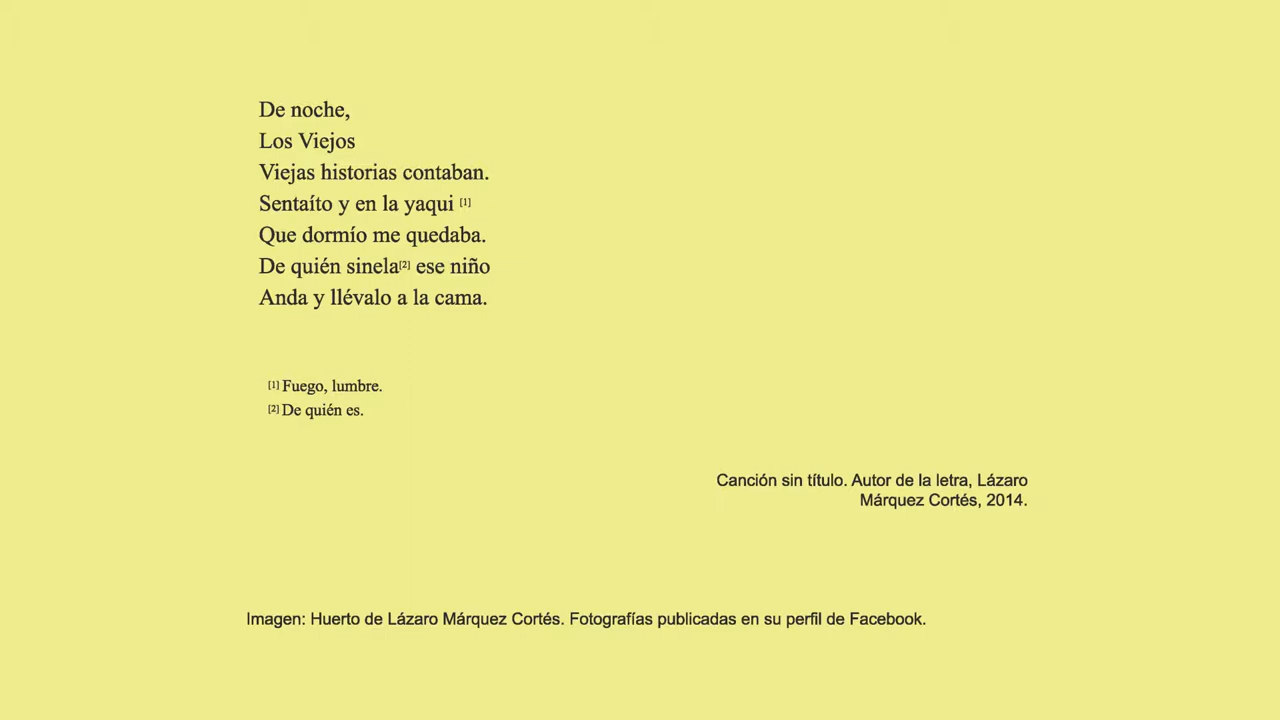 De noche,
Los Viejos
Viejas historias contaban.
Sentaíto y en la yaqui [1]
Que dormío me quedaba.
De quién sinela[2] ese niño
Anda y llévalo a la cama.
[1] Fuego, lumbre.
[2] De quién es.
Canción sin título. Autor de la letra, Lázaro
Márquez Cortés, 2014.
Imagen: Huerto de Lázaro Márquez Cortés. Fotografías publicadas en su perfil de Facebook.